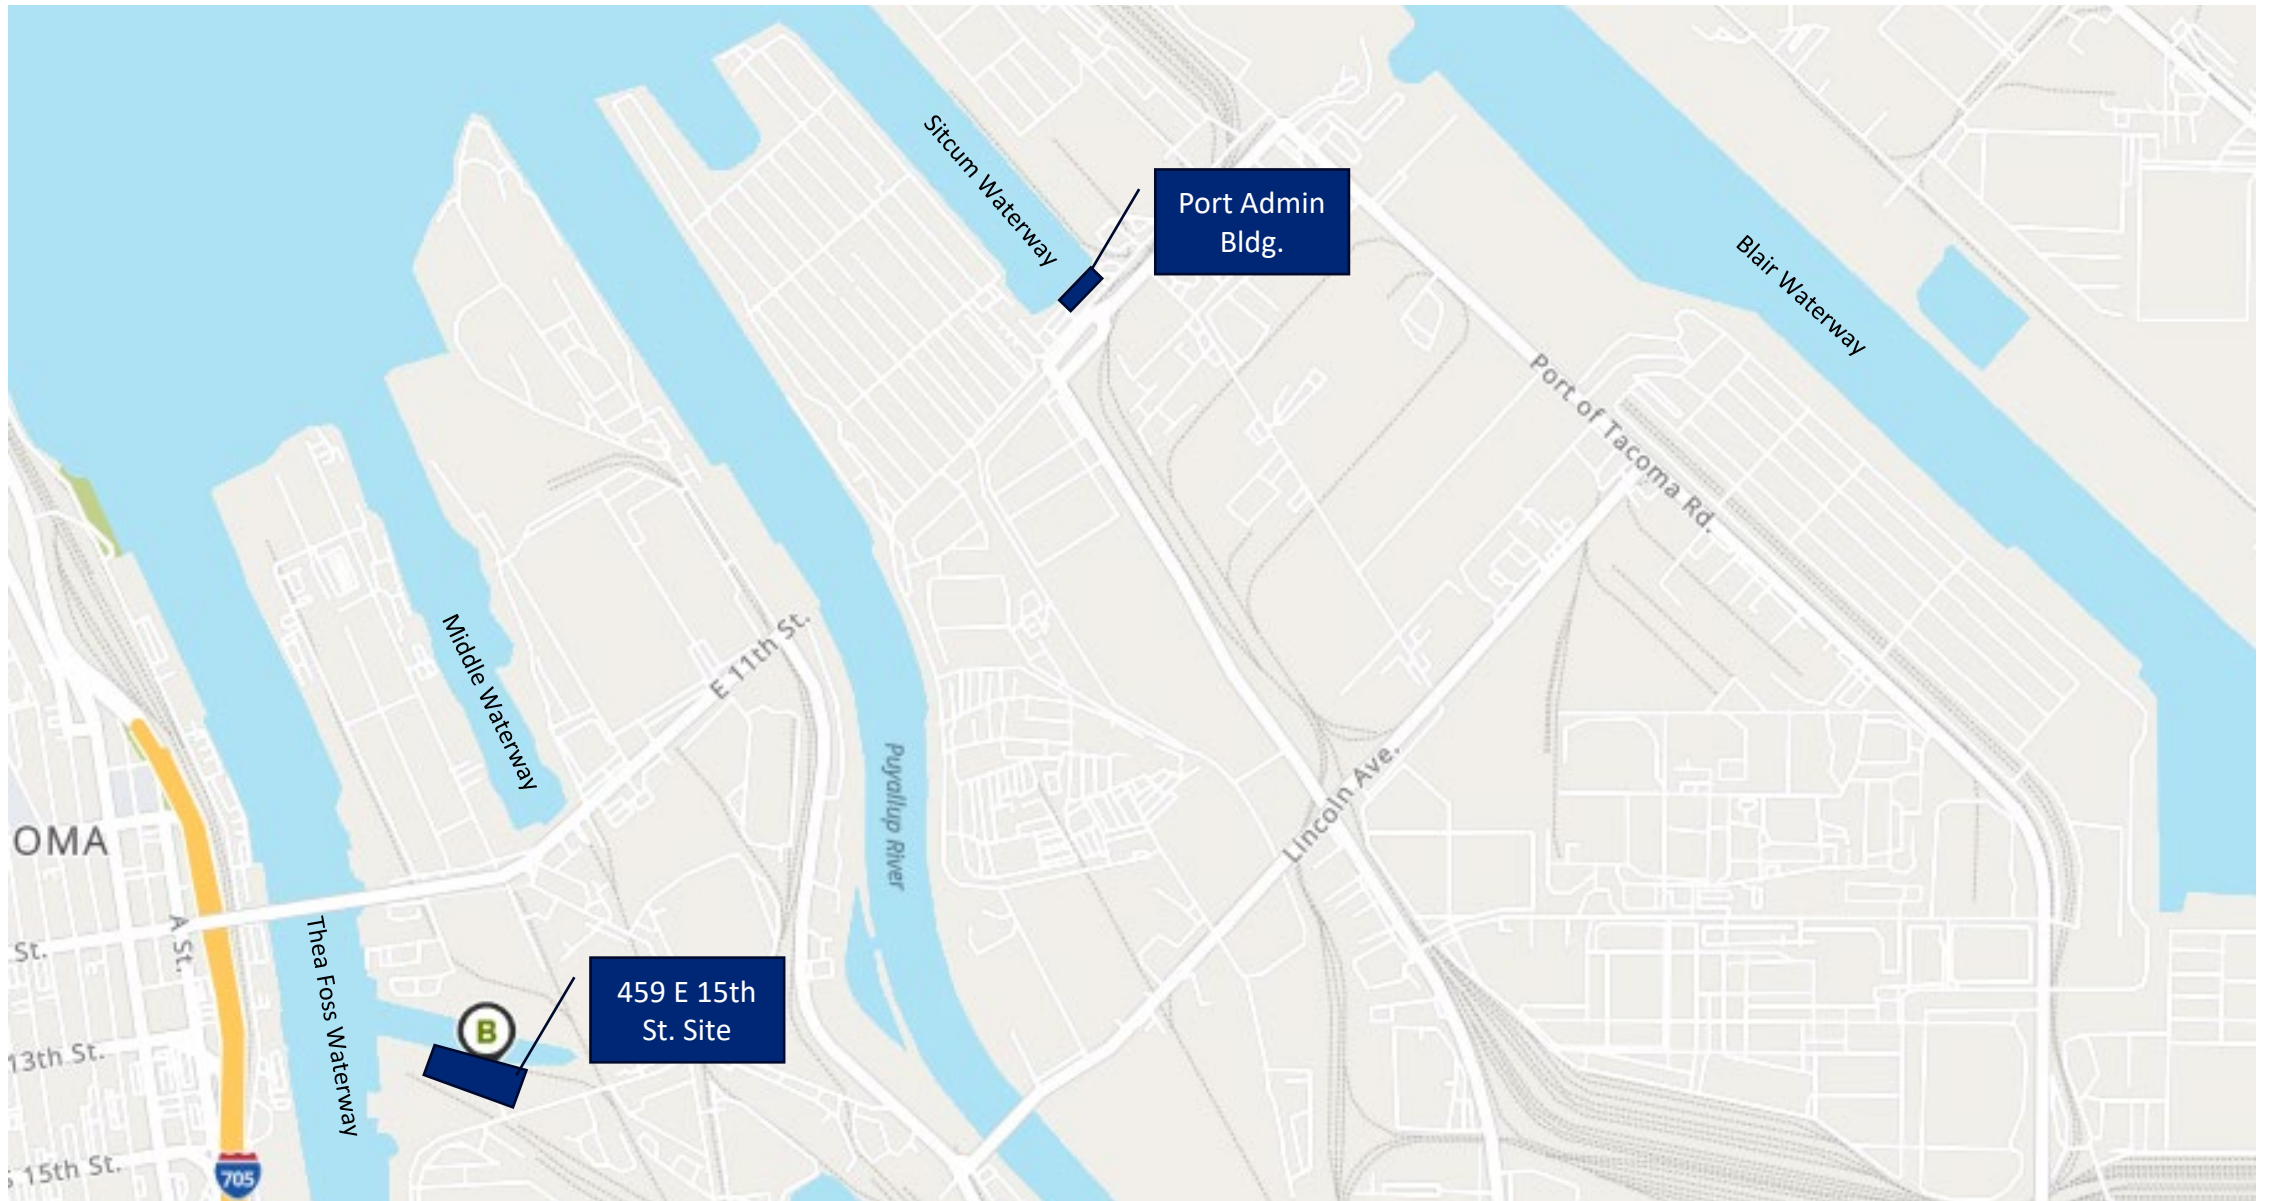 Sitcum Waterway
Port Admin
Bldg.
Blair Waterway
Port of Tacoma Rd.
Middle Waterway
E 11th St.
Puyallup River
Lincoln Ave.
OMA
A St.
St.
Thea Foss Waterway
459 E 15th
St. Site
B
13th St.
15th St.
705